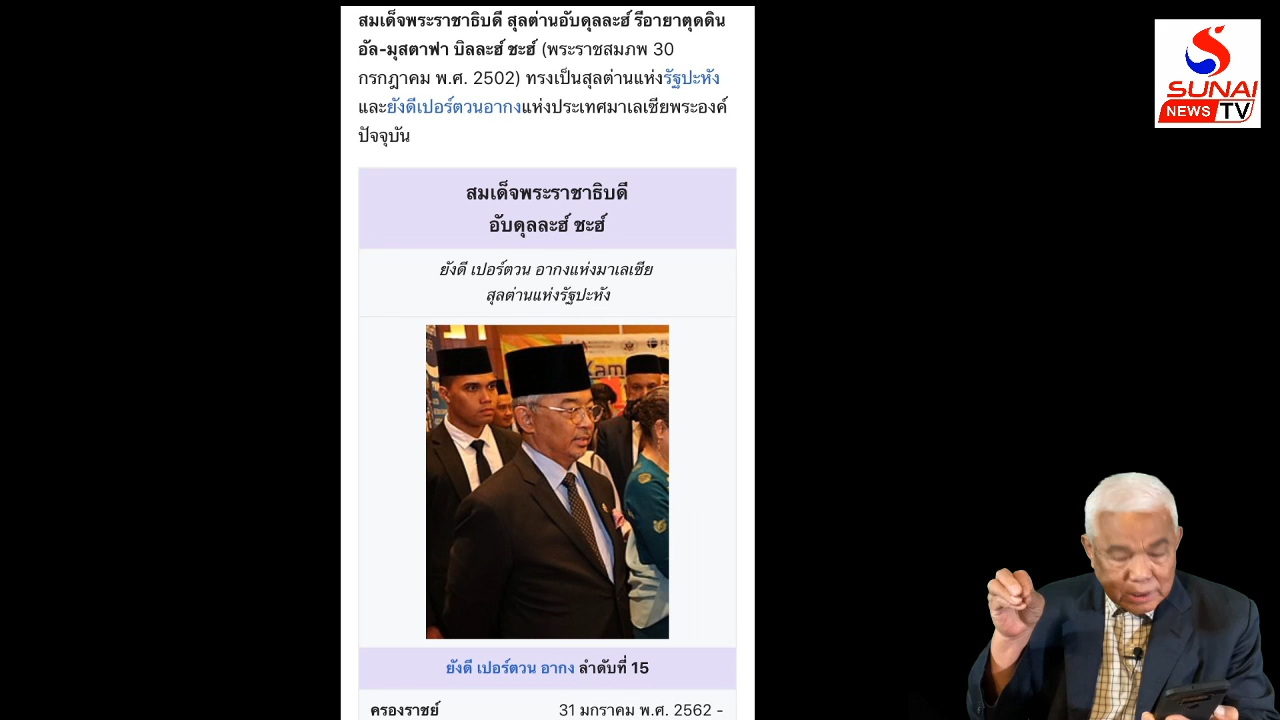 สมเด็จพระราชาธิบดี สุลต่านอับดุลละฮ์ รีอายาตุดดิน
อัล-มุสตาฟา บิลละฮ์ ชะฮ์ (พระราชสมภพ 30
กรกฎาคม พ.ศ. 2502) ทรงเป็นสุลต่านแห่งรัฐปะหัง
และยังดีเปอร์ตวนอากงแห่งประเทศมาเลเซียพระองค์
ปัจจุบัน
สมเด็จพระราชาธิบดี
อับดุลละฮ์ ชะฮ์
ยังดี เปอร์ตวน อากงแห่งมาเลเซีย
สุลต่านแห่งรัฐปะหัง
Kam
ยังดี เปอร์ตวน อากง ลำดับที่ 15
ครองราชย์ 31 มกราคม พ.ศ. 2562 -
SUNAI
NEWS TV